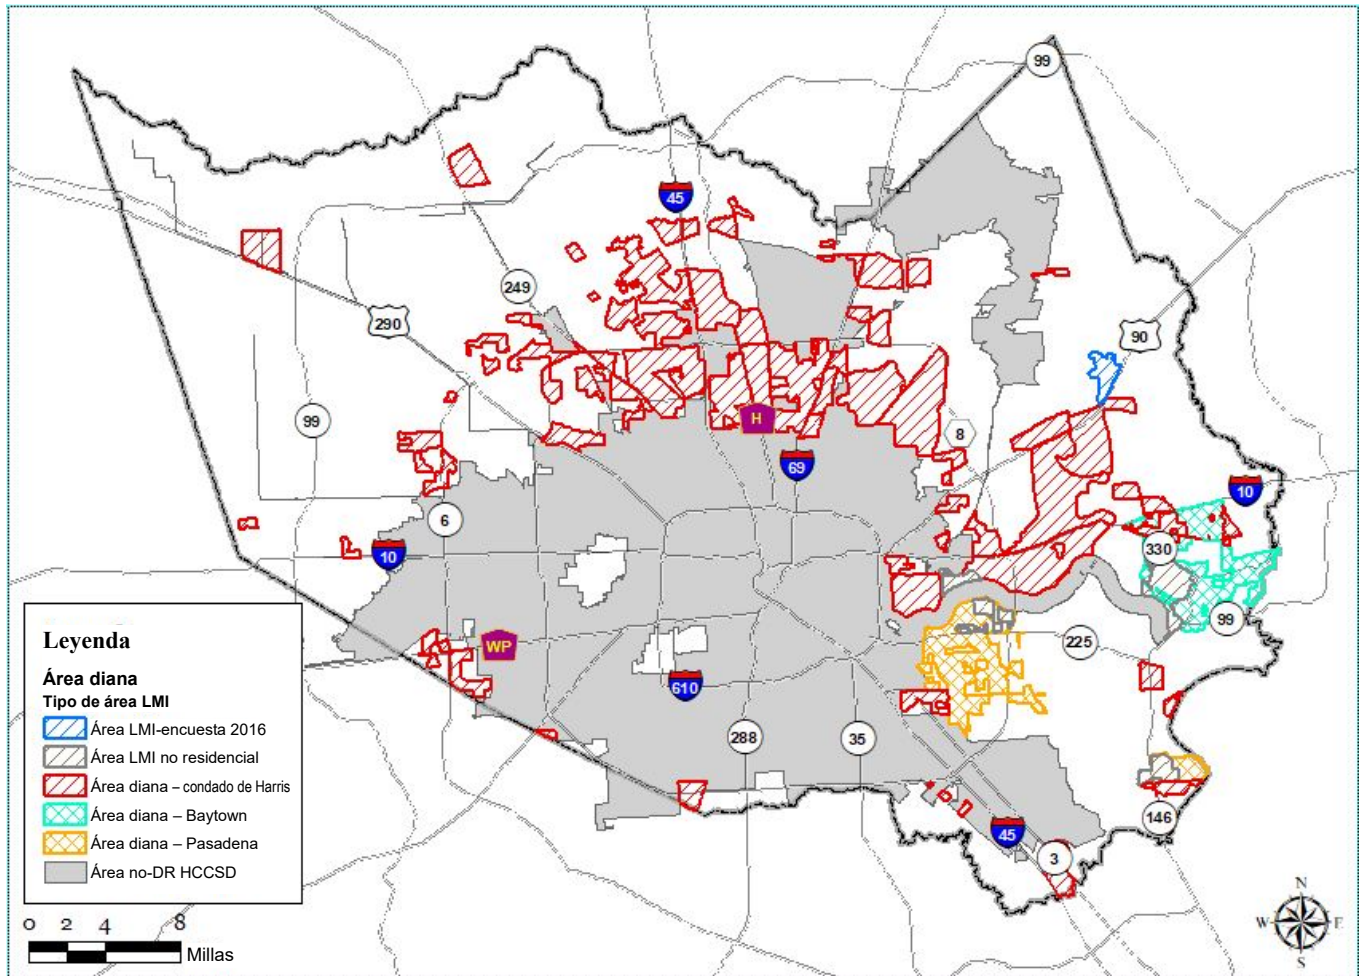 99
45
249
290
90
99
H
8
69
10
6
10
330
99
225
WP
610
288
35
146
45
3
Leyenda
Área diana
Tipo de área LMI
Área LMI-encuesta 2016
Área LMI no residencial
Área diana – condado de Harris
Área diana – Baytown
Área diana – Pasadena
Área no-DR HCCSD
0 2 4 8
Millas
N
W E
S